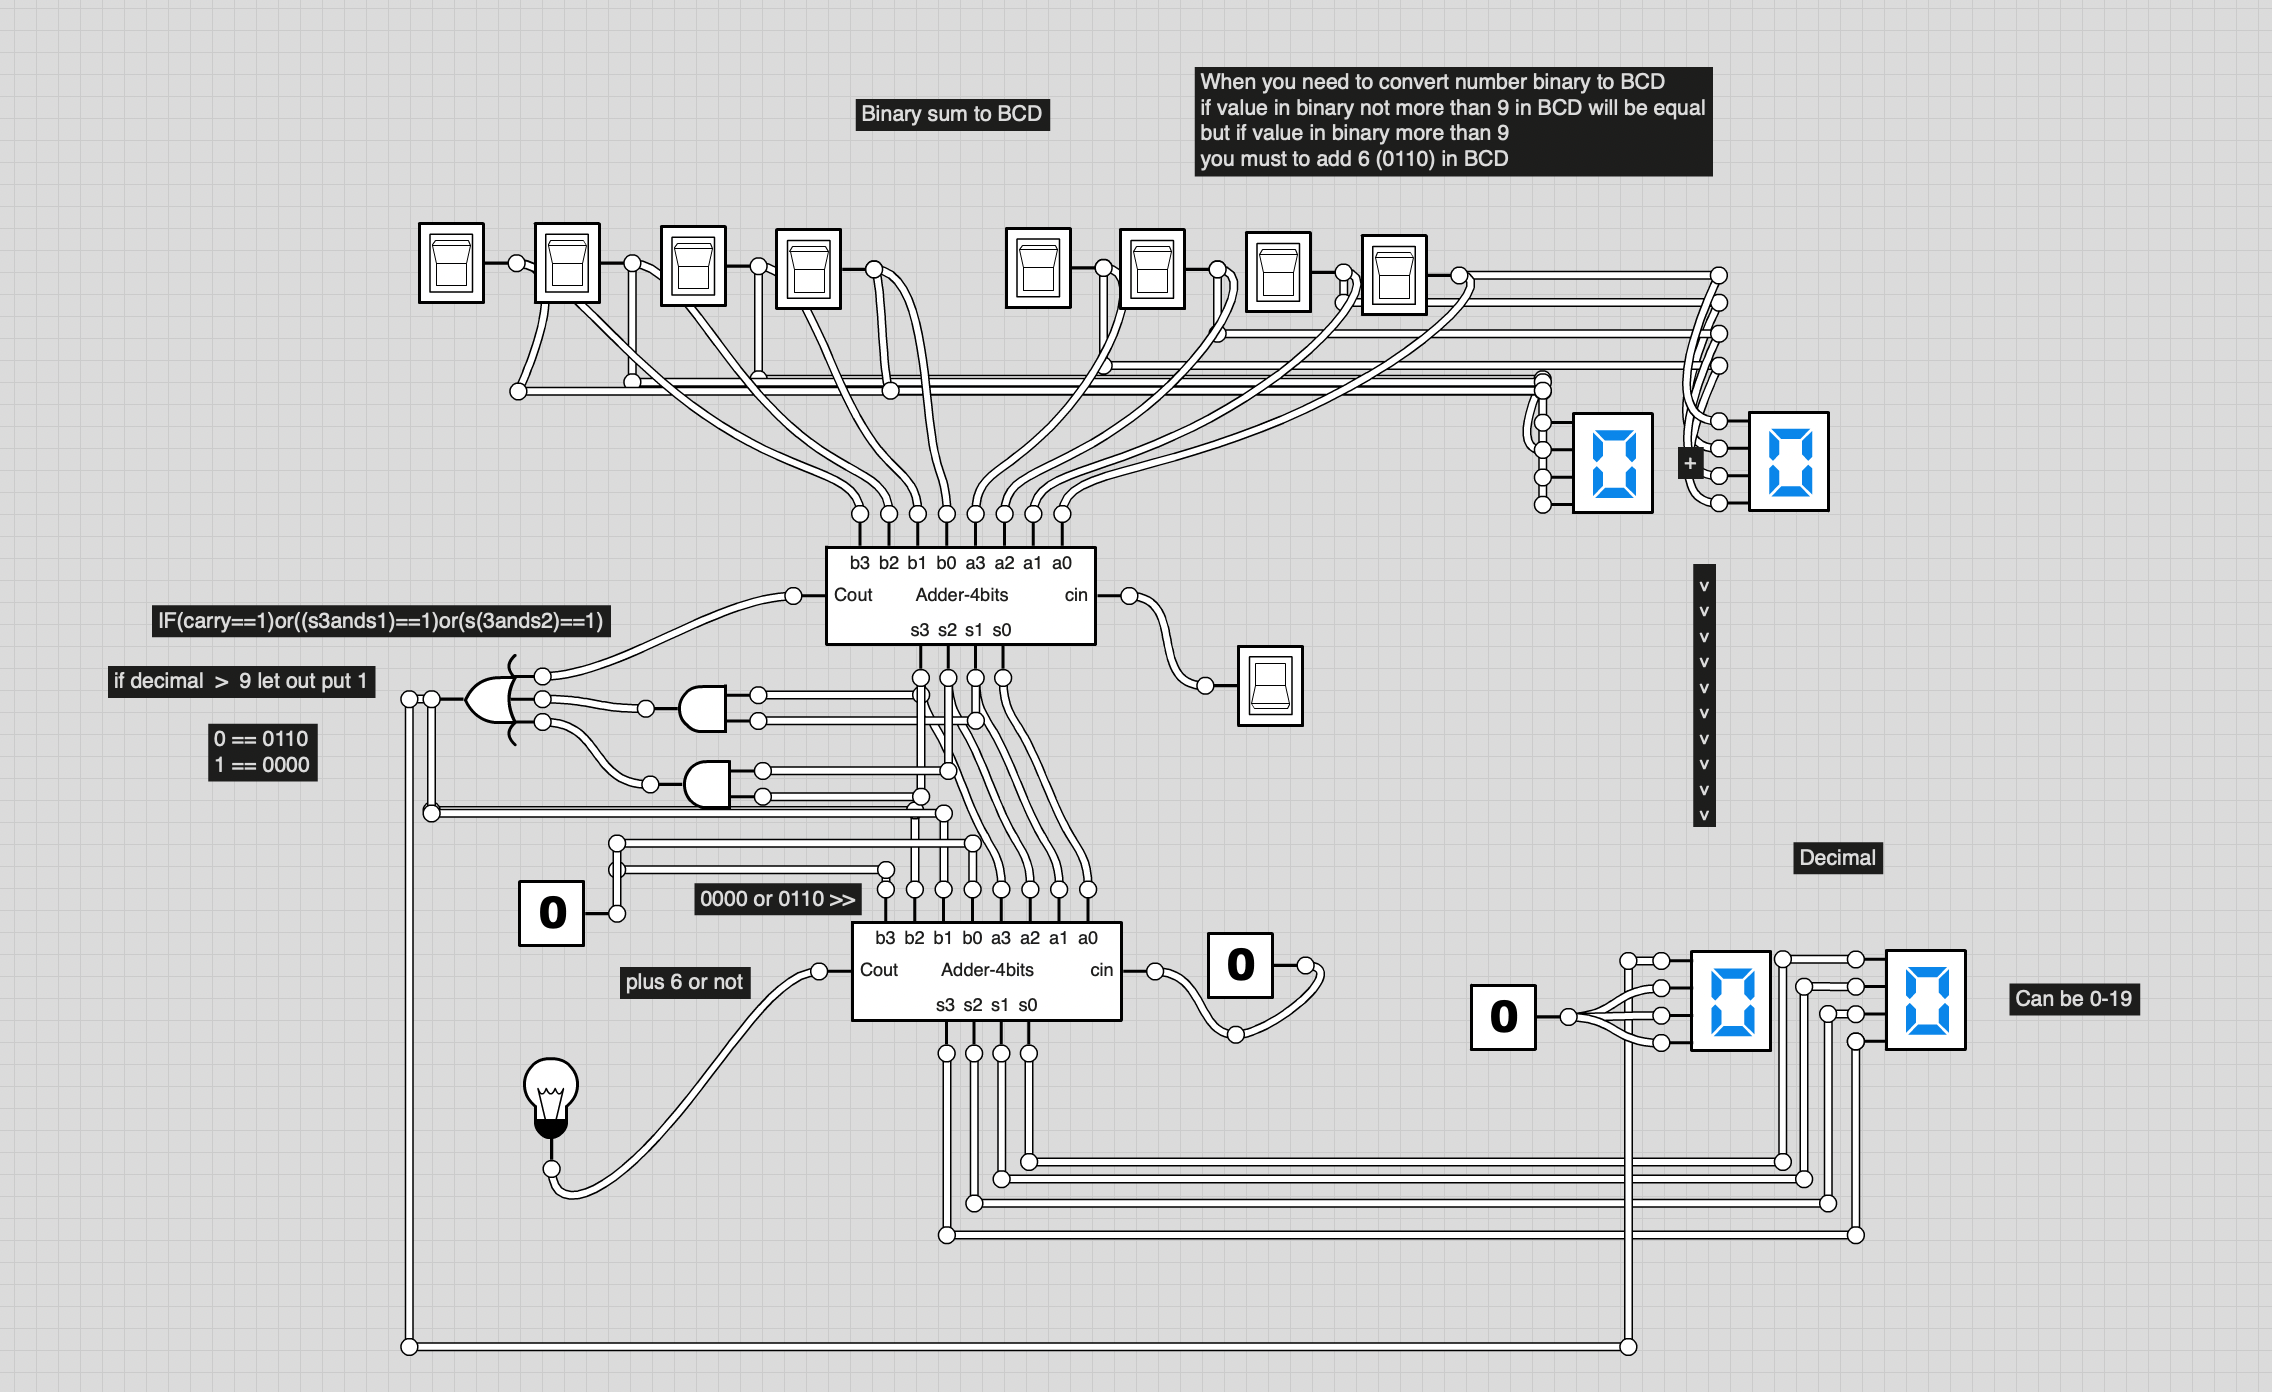 Binary sum to BCD
When you need to convert number binary to BCD
if value in binary not more than 9 in BCD will be equal
but if value in binary more than 9
you must to add 6 (0110) in BCD
0
+
0
b3 b2 b1 b0 a3 a2 a1 a0
Cout Adder-4bits cin
s3 s2 s1 s0
IF(carry==1)or((s3ands1)==1)or(s(3ands2)==1)
if decimal > 9 let out put 1
0 == 0110
1 == 0000
v
v
v
v
v
v
v
v
v
v
Decimal
0
0000 or 0110 >>
b3 b2 b1 b0 a3 a2 a1 a0
Cout Adder-4bits cin
s3 s2 s1 s0
plus 6 or not
0
0
0
0
Can be 0-19